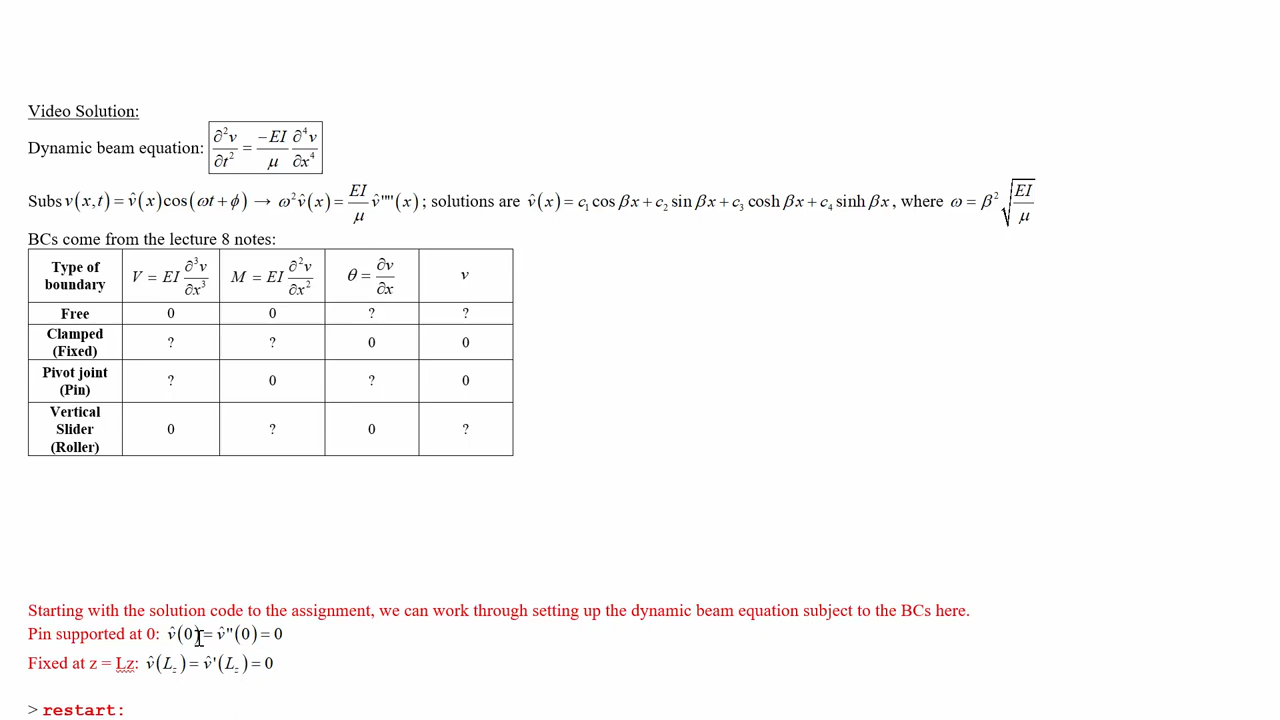 Video Solution:
Dynamic beam equation: ∂²v/∂t² = −EI/μ ∂⁴v/∂x⁴
Subs v(x,t) = v̂(x)cos(ωt+ϕ) → ω²v̂(x) = EI/μ v̂''''(x); solutions are v̂(x) = c₁ cos βx + c₂ sin βx + c₃ cosh βx + c₄ sinh βx, where ω = β² √(EI/μ)
BCs come from the lecture 8 notes:
Type of boundary | V = EI ∂³v/∂x³ | M = EI ∂²v/∂x² | θ = ∂v/∂x | v
Free | 0 | 0 | ? | ?
Clamped (Fixed) | ? | ? | 0 | 0
Pivot joint (Pin) | ? | 0 | ? | 0
Vertical Slider (Roller) | 0 | ? | 0 | ?
Starting with the solution code to the assignment, we can work through setting up the dynamic beam equation subject to the BCs here.
Pin supported at 0: v̂(0) = v̂''(0) = 0
Fixed at z = Lz: v̂(L_z) = v̂'(L_z) = 0
> restart: